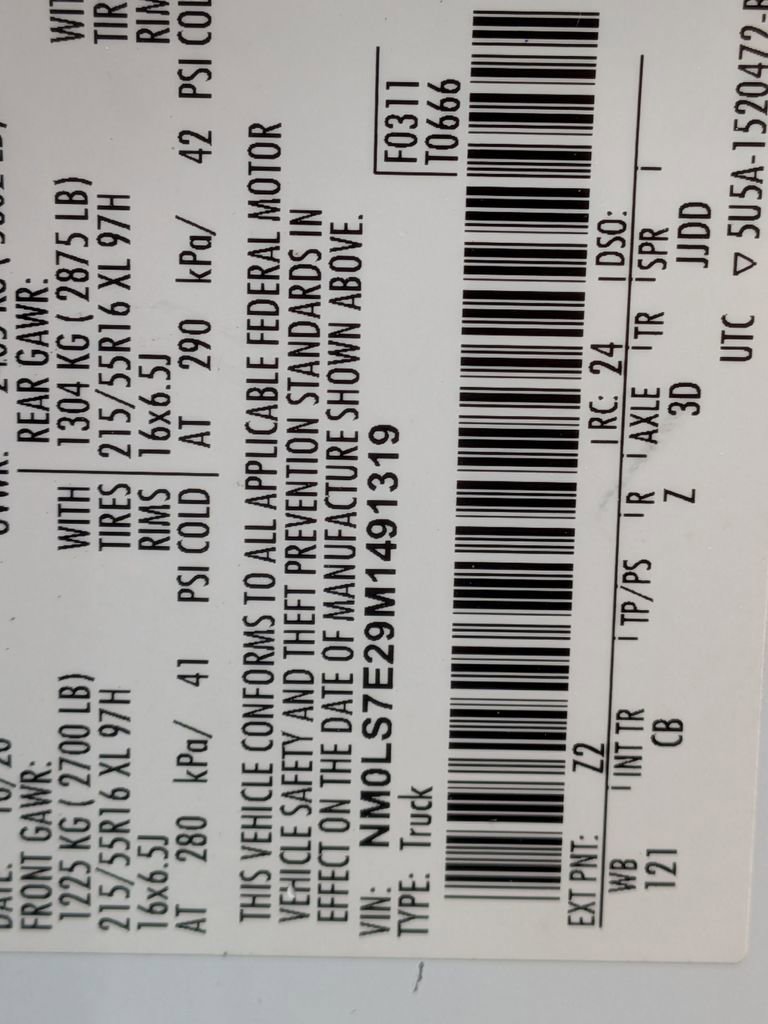 DATE: 10/20
FRONT GAWR:
1225 KG ( 2700 LB)
WITH
215/55R16 XL 97H
TIRES
16x6.5J
RIMS
AT 280 kPa/ 41 PSI COLD
REAR GAWR:
1304 KG ( 2875 LB)
215/55R16 XL 97H
16x6.5J
AT 290 kPa/ 42 PSI COL
THIS VEHICLE CONFORMS TO ALL APPLICABLE FEDERAL MOTOR
VEHICLE SAFETY AND THEFT PREVENTION STANDARDS IN
EFFECT ON THE DATE OF MANUFACTURE SHOWN ABOVE.
VIN: NM0LS7E29M1491319
TYPE: Truck
F0311
T0666
EXT PNT: Z2 RC: 24 DSO:
WB INT TR TP/PS R AXLE TR SPR
121 CB Z 3D JJDD
UTC ▽ 5U5A-1520472-